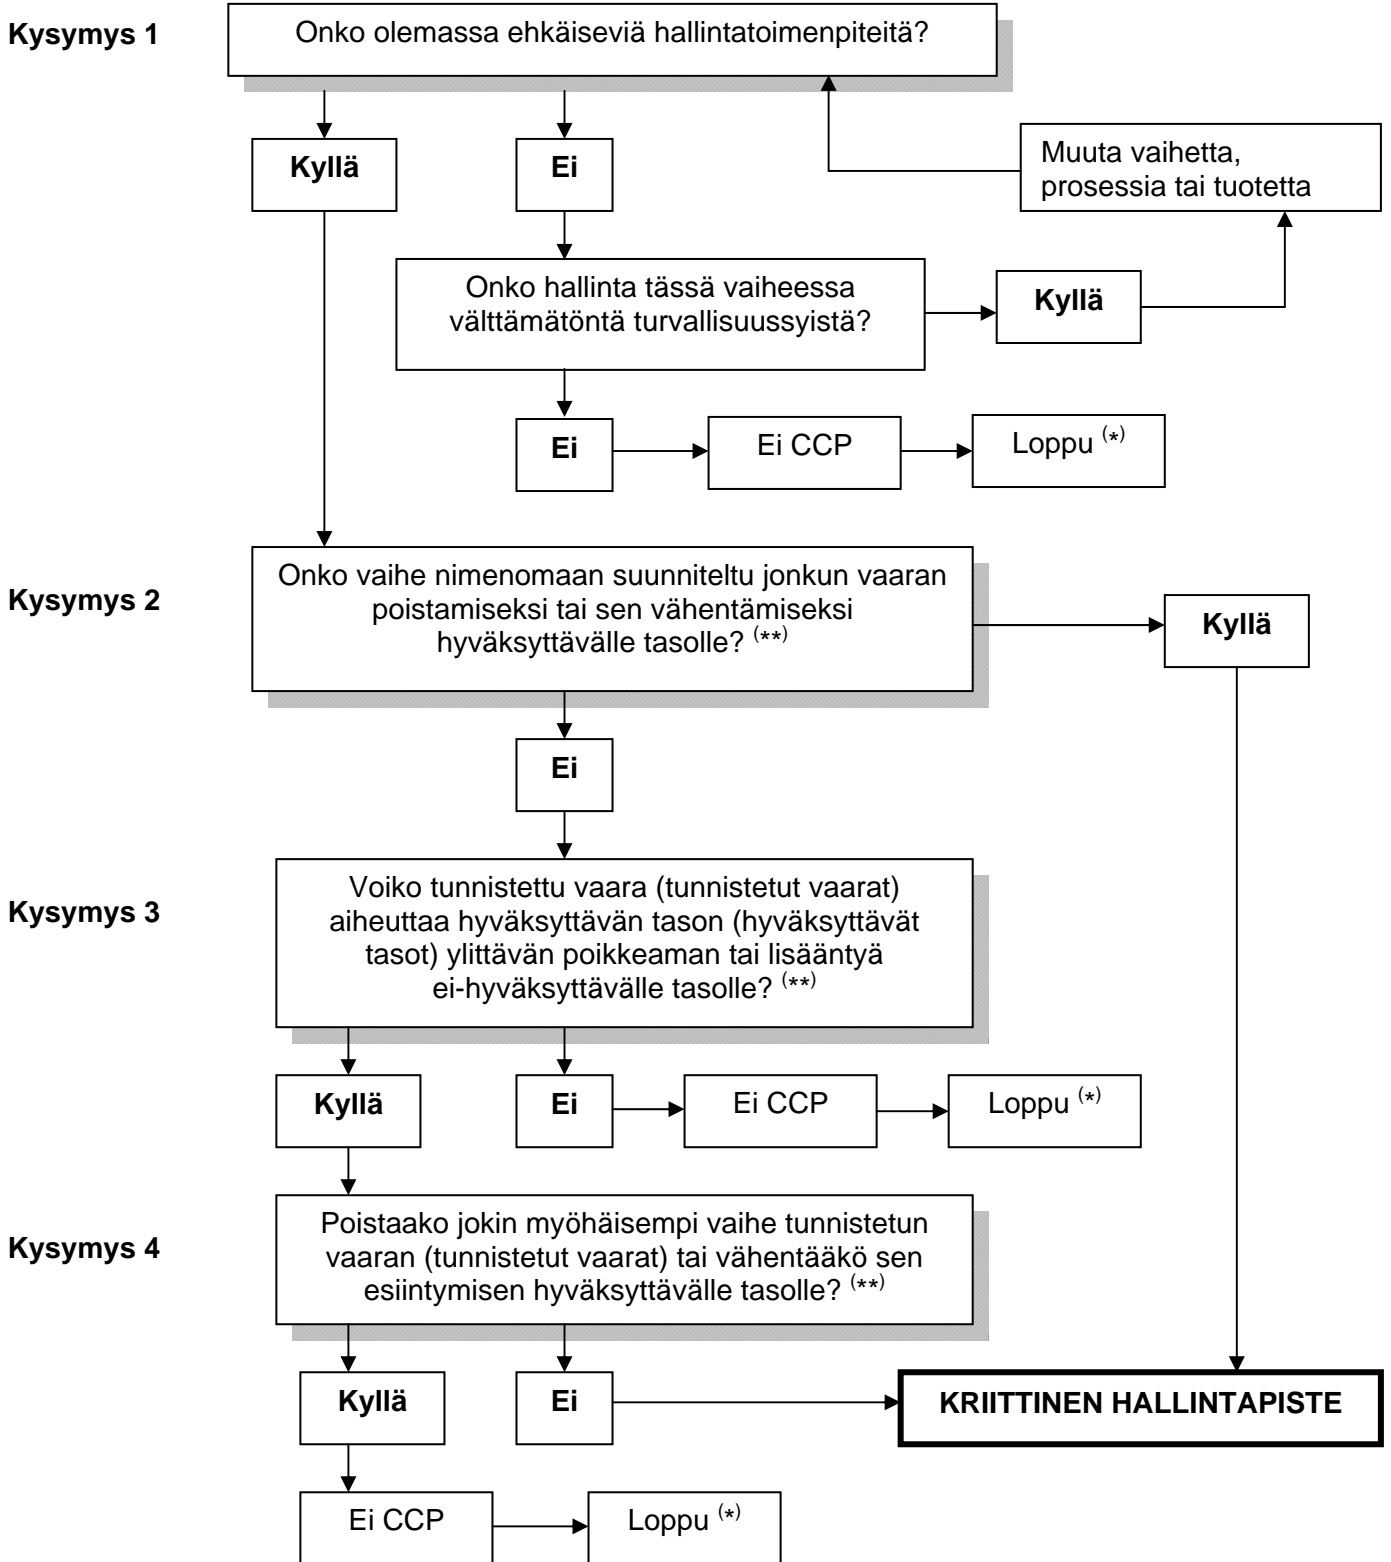 Kysymys 1
Onko olemassa ehkäiseviä hallintatoimenpiteitä?
Kyllä
Ei
Muuta vaihetta,
prosessia tai tuotetta
Onko hallinta tässä vaiheessa
välttämätöntä turvallisuussyistä?
Kyllä
Ei
Ei CCP
Loppu (*)
Kysymys 2
Onko vaihe nimenomaan suunniteltu jonkun vaaran
poistamiseksi tai sen vähentämiseksi
hyväksyttävälle tasolle? (**)
Kyllä
Ei
Kysymys 3
Voiko tunnistettu vaara (tunnistetut vaarat)
aiheuttaa hyväksyttävän tason (hyväksyttävät
tasot) ylittävän poikkeaman tai lisääntyä
ei-hyväksyttävälle tasolle? (**)
Kyllä
Ei
Ei CCP
Loppu (*)
Kysymys 4
Poistaako jokin myöhäisempi vaihe tunnistetun
vaaran (tunnistetut vaarat) tai vähentääkö sen
esiintymisen hyväksyttävälle tasolle? (**)
Kyllä
Ei
KRIITTINEN HALLINTAPISTE
Ei CCP
Loppu (*)